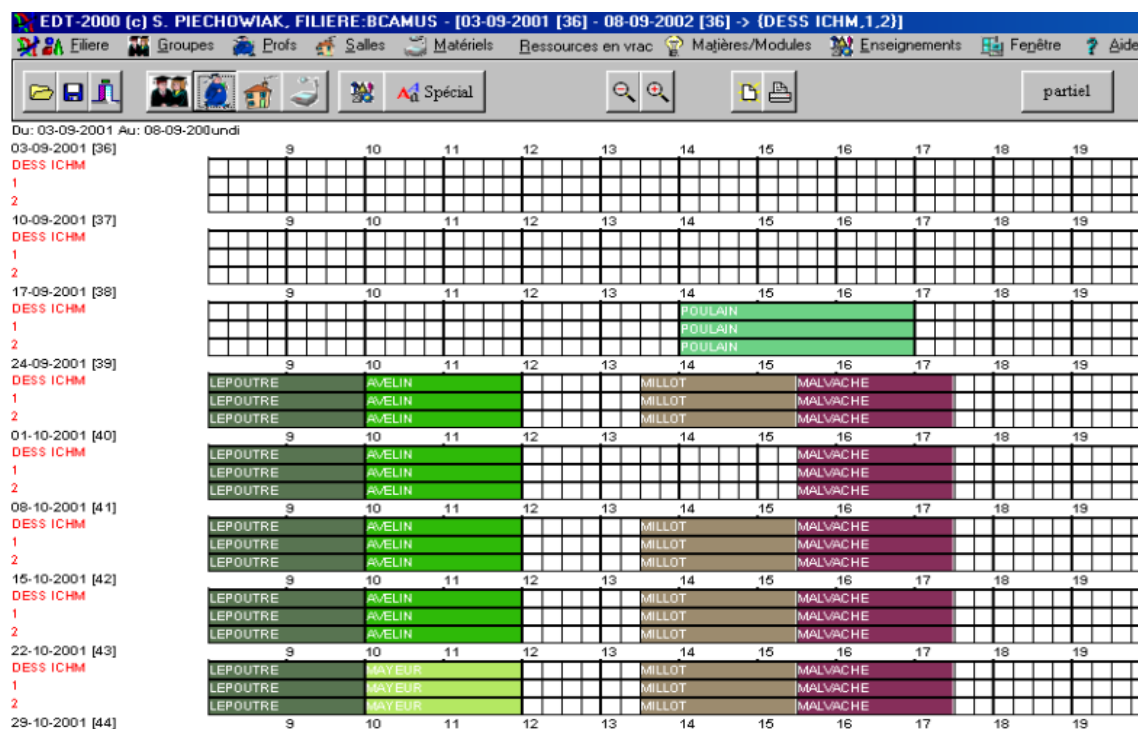 EDT-2000 (c) S. PIECHOWIAK, FILIERE:BCAMUS - [03-09-2001 [36] - 08-09-2002 [36] -> {DESS ICHM,1,2}]
Filiere Groupes Profs Salles Matériels Ressources en vrac Matières/Modules Enseignements Fenêtre ? Aide
Spécial partiel
Du: 03-09-2001 Au: 08-09-200undi
03-09-2001 [36] 9 10 11 12 13 14 15 16 17 18 19
DESS ICHM
1
2
10-09-2001 [37] 9 10 11 12 13 14 15 16 17 18 19
DESS ICHM
1
2
17-09-2001 [38] 9 10 11 12 13 14 15 16 17 18 19
DESS ICHM POULAIN
1 POULAIN
2 POULAIN
24-09-2001 [39] 9 10 11 12 13 14 15 16 17 18 19
DESS ICHM LEPOUTRE AVELIN MILLOT MALVACHE
1 LEPOUTRE AVELIN MILLOT MALVACHE
2 LEPOUTRE AVELIN MILLOT MALVACHE
01-10-2001 [40] 9 10 11 12 13 14 15 16 17 18 19
DESS ICHM LEPOUTRE AVELIN MALVACHE
1 LEPOUTRE AVELIN MALVACHE
2 LEPOUTRE AVELIN MALVACHE
08-10-2001 [41] 9 10 11 12 13 14 15 16 17 18 19
DESS ICHM LEPOUTRE AVELIN MILLOT MALVACHE
1 LEPOUTRE AVELIN MILLOT MALVACHE
2 LEPOUTRE AVELIN MILLOT MALVACHE
15-10-2001 [42] 9 10 11 12 13 14 15 16 17 18 19
DESS ICHM LEPOUTRE AVELIN MILLOT MALVACHE
1 LEPOUTRE AVELIN MILLOT MALVACHE
2 LEPOUTRE AVELIN MILLOT MALVACHE
22-10-2001 [43] 9 10 11 12 13 14 15 16 17 18 19
DESS ICHM LEPOUTRE MAYEUR MILLOT MALVACHE
1 LEPOUTRE MAYEUR MILLOT MALVACHE
2 LEPOUTRE MAYEUR MILLOT MALVACHE
29-10-2001 [44] 9 10 11 12 13 14 15 16 17 18 19